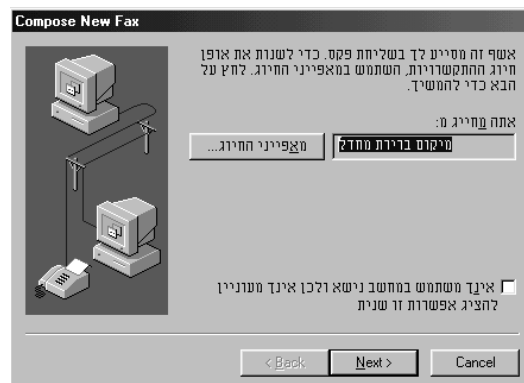 Compose New Fax
אשף זה מסייע לך בשליחת פקס. כדי לשנות את אופן
חיוג ההתקשרויות, השתמש במאפייני החיוג. לחץ על
הבא כדי להמשיך.
אתה מחייג מ:
מיקום ברירת מחדל
מאפייני החיוג...
אינך משתמש במחשב נישא ולכן אינך מעוניין
להציג אפשרות זו שנית
< Back
Next >
Cancel